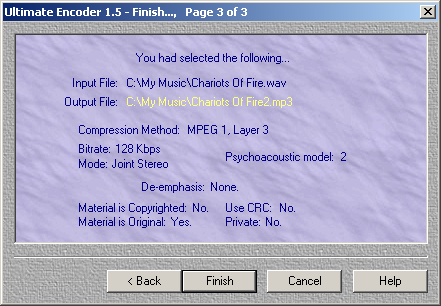 Ultimate Encoder 1.5 - Finish..., Page 3 of 3
You had selected the following...
Input File: C:\My Music\Chariots Of Fire.wav
Output File: C:\My Music\Chariots Of Fire2.mp3
Compression Method: MPEG 1, Layer 3
Bitrate: 128 Kbps
Mode: Joint Stereo
Psychoacoustic model: 2
De-emphasis: None.
Material is Copyrighted: No. Use CRC: No.
Material is Original: Yes. Private: No.
< Back Finish Cancel Help